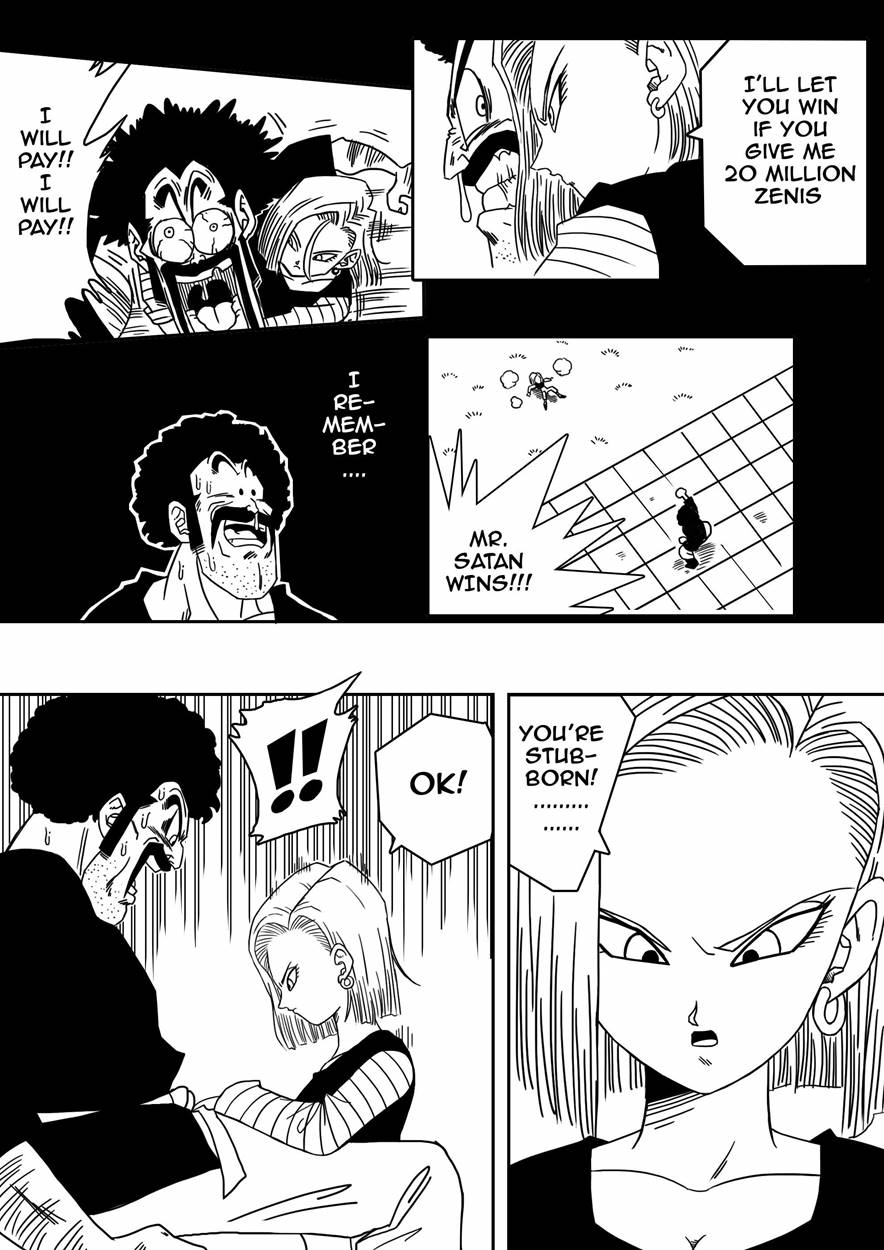 I'LL LET
YOU WIN
IF YOU
GIVE ME
20 MILLION
ZENIS
I
WILL
PAY!!
I
WILL
PAY!!
MR.
SATAN
WINS!!!
I
RE-
MEM-
BER
....
YOU'RE
STUB-
BORN!
.........
......
OK!
!!